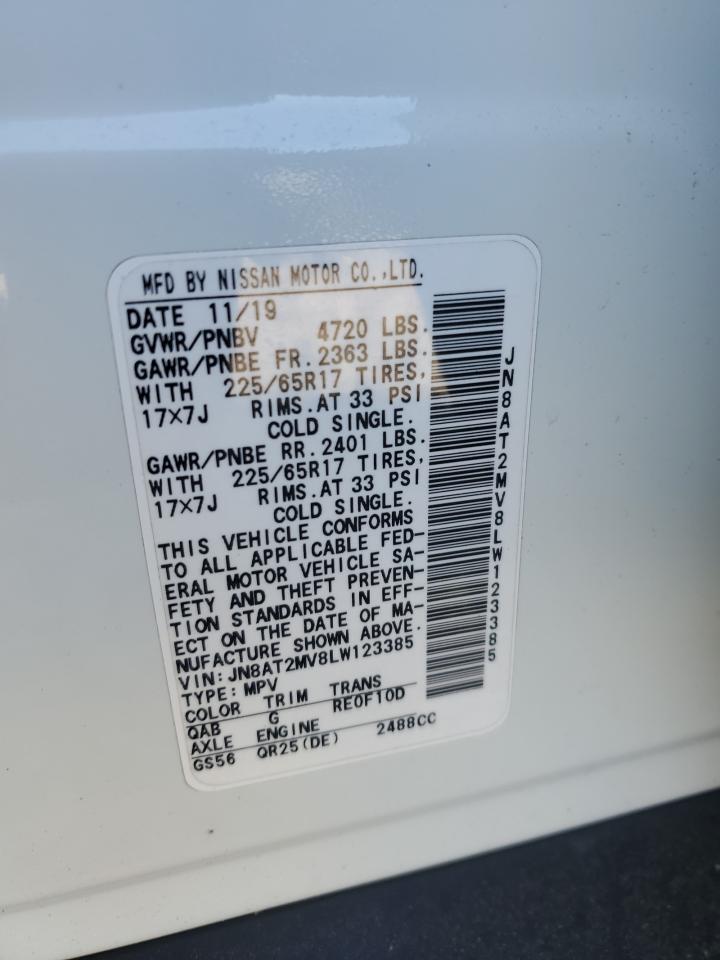 MFD BY NISSAN MOTOR CO.,LTD.
DATE 11/19
GVWR/PNBV 4720 LBS.
GAWR/PNBE FR. 2363 LBS.
WITH 225/65R17 TIRES,
17×7J RIMS.AT 33 PSI
COLD SINGLE.
GAWR/PNBE RR. 2401 LBS.
WITH 225/65R17 TIRES,
17×7J RIMS.AT 33 PSI
COLD SINGLE.
THIS VEHICLE CONFORMS
TO ALL APPLICABLE FED-
ERAL MOTOR VEHICLE SA-
FETY AND THEFT PREVEN-
TION STANDARDS IN EFF-
ECT ON THE DATE OF MA-
NUFACTURE SHOWN ABOVE.
VIN: JN8AT2MV8LW123385
TYPE: MPV
COLOR TRIM TRANS
QAB G RE0F10D
AXLE ENGINE
GS56 QR25(DE) 2488CC
JN8AT2MV8LW123385